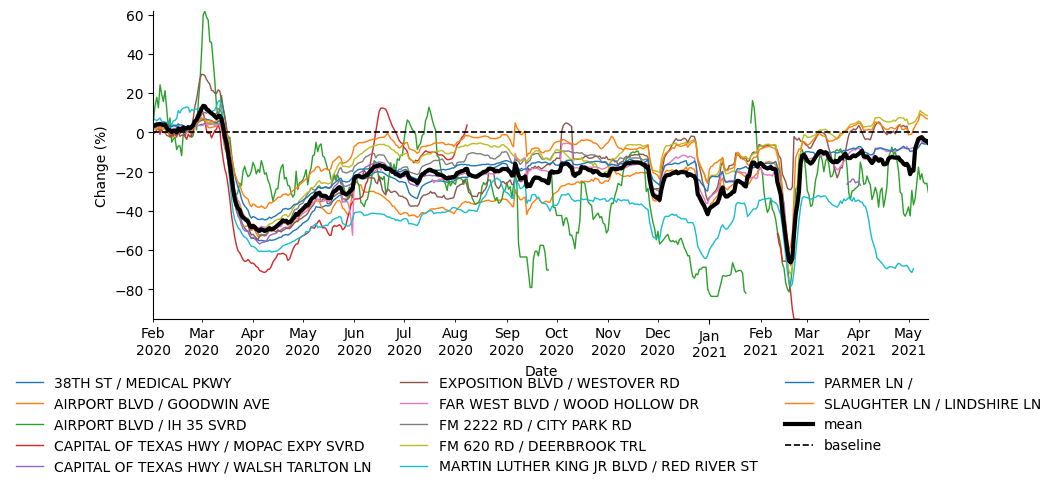 60
40
20
0
−20
−40
−60
−80
Change (%)
Feb 2020
Mar 2020
Apr 2020
May 2020
Jun 2020
Jul 2020
Aug 2020
Sep 2020
Oct 2020
Nov 2020
Dec 2020
Jan 2021
Feb 2021
Mar 2021
Apr 2021
May 2021
Date
38TH ST / MEDICAL PKWY
AIRPORT BLVD / GOODWIN AVE
AIRPORT BLVD / IH 35 SVRD
CAPITAL OF TEXAS HWY / MOPAC EXPY SVRD
CAPITAL OF TEXAS HWY / WALSH TARLTON LN
EXPOSITION BLVD / WESTOVER RD
FAR WEST BLVD / WOOD HOLLOW DR
FM 2222 RD / CITY PARK RD
FM 620 RD / DEERBROOK TRL
MARTIN LUTHER KING JR BLVD / RED RIVER ST
PARMER LN /
SLAUGHTER LN / LINDSHIRE LN
mean
baseline